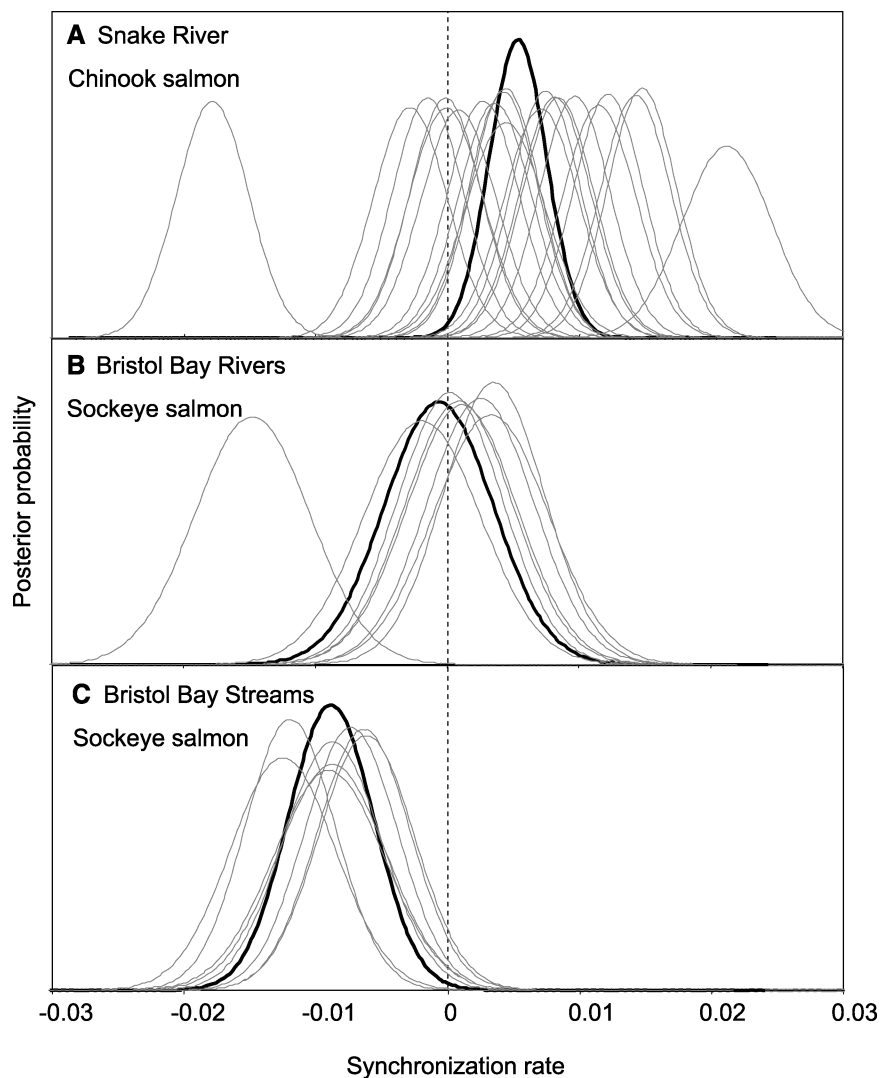 A Snake River
Chinook salmon
B Bristol Bay Rivers
Sockeye salmon
C Bristol Bay Streams
Sockeye salmon
Posterior probability
-0.03 -0.02 -0.01 0 0.01 0.02 0.03
Synchronization rate